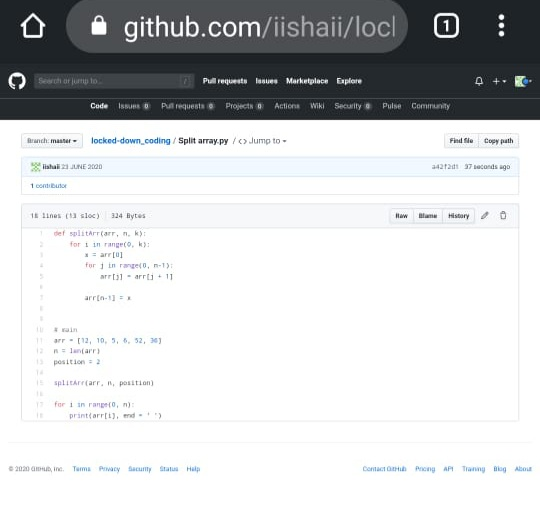 github.com/iishaii/locl
1
Search or jump to... /
Pull requests Issues Marketplace Explore
Code Issues 0 Pull requests 0 Projects 0 Actions Wiki Security 0 Pulse Community
Branch: master locked-down_coding / Split array.py / <> Jump to Find file Copy path
iishaii 23 JUNE 2020 a42f2d1 37 seconds ago
1 contributor
18 lines (13 sloc) 324 Bytes Raw Blame History
1 def splitArr(arr, n, k):
2 for i in range(0, k):
3 x = arr[0]
4 for j in range(0, n-1):
5 arr[j] = arr[j + 1]
6
7 arr[n-1] = x
8
9
10 # main
11 arr = [12, 10, 5, 6, 52, 36]
12 n = len(arr)
13 position = 2
14
15 splitArr(arr, n, position)
16
17 for i in range(0, n):
18 print(arr[i], end = ' ')
© 2020 GitHub, Inc. Terms Privacy Security Status Help Contact GitHub Pricing API Training Blog About